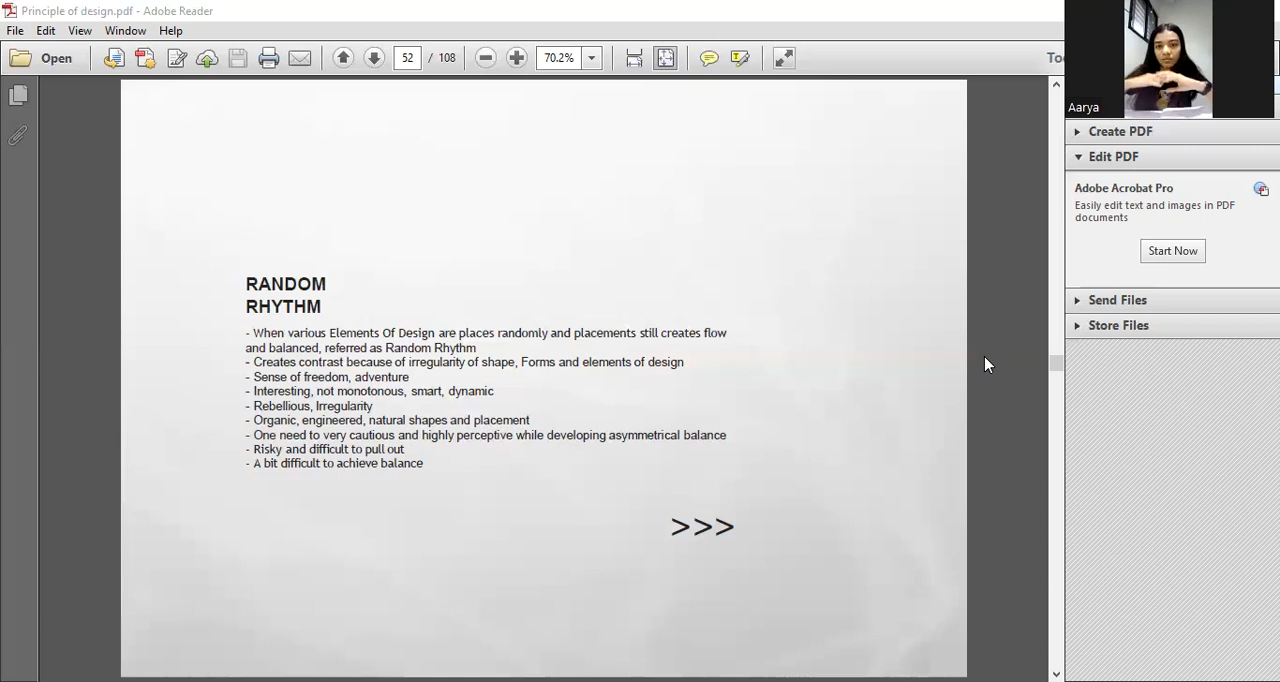 Principle of design.pdf - Adobe Reader
File Edit View Window Help
Open 52 / 108 70.2%
Aarya
Create PDF
Edit PDF
Adobe Acrobat Pro
Easily edit text and images in PDF
documents
Start Now
Send Files
Store Files
RANDOM
RHYTHM
- When various Elements Of Design are places randomly and placements still creates flow
and balanced, referred as Random Rhythm
- Creates contrast because of irregularity of shape, Forms and elements of design
- Sense of freedom, adventure
- Interesting, not monotonous, smart, dynamic
- Rebellious, Irregularity
- Organic, engineered, natural shapes and placement
- One need to very cautious and highly perceptive while developing asymmetrical balance
- Risky and difficult to pull out
- A bit difficult to achieve balance
>>>